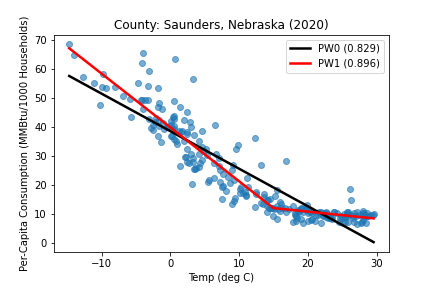 County: Saunders, Nebraska (2020)
Per-Capita Consumption (MMBtu/1000 Households)
70
60
50
40
30
20
10
0
PW0 (0.829)
PW1 (0.896)
−10
0
10
20
30
Temp (deg C)